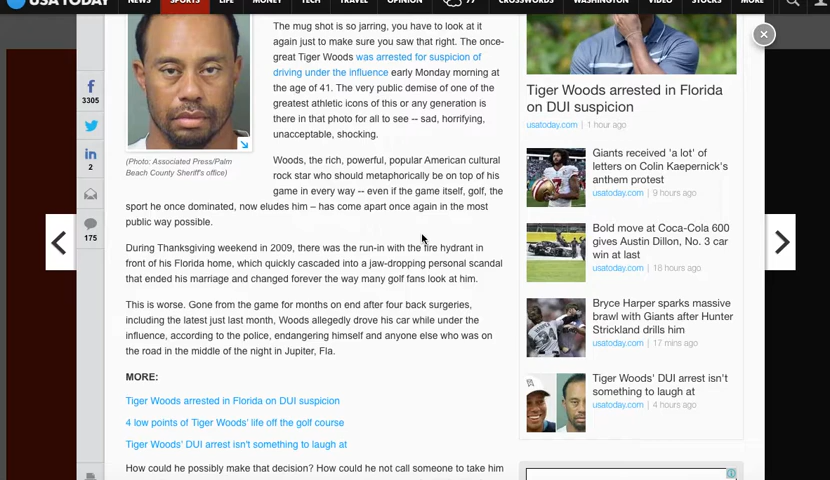 USA TODAY
NEWS
SPORTS
LIFE
MONEY
TECH
TRAVEL
OPINION
77°
CROSSWORDS
WASHINGTON
VIDEO
STOCKS
MORE
3305
2
175
(Photo: Associated Press/Palm
Beach County Sheriff's office)
The mug shot is so jarring, you have to look at it
again just to make sure you saw that right. The once-
great Tiger Woods was arrested for suspicion of
driving under the influence early Monday morning at
the age of 41. The very public demise of one of the
greatest athletic icons of this or any generation is
there in that photo for all to see -- sad, horrifying,
unacceptable, shocking.
Woods, the rich, powerful, popular American cultural
rock star who should metaphorically be on top of his
game in every way -- even if the game itself, golf, the
sport he once dominated, now eludes him – has come apart once again in the most
public way possible.
During Thanksgiving weekend in 2009, there was the run-in with the fire hydrant in
front of his Florida home, which quickly cascaded into a jaw-dropping personal scandal
that ended his marriage and changed forever the way many golf fans look at him.
This is worse. Gone from the game for months on end after four back surgeries,
including the latest just last month, Woods allegedly drove his car while under the
influence, according to the police, endangering himself and anyone else who was on
the road in the middle of the night in Jupiter, Fla.
MORE:
Tiger Woods arrested in Florida on DUI suspicion
4 low points of Tiger Woods' life off the golf course
Tiger Woods' DUI arrest isn't something to laugh at
How could he possibly make that decision? How could he not call someone to take him
Tiger Woods arrested in Florida
on DUI suspicion
usatoday.com | 1 hour ago
Giants received 'a lot' of
letters on Colin Kaepernick's
anthem protest
usatoday.com | 9 hours ago
Bold move at Coca-Cola 600
gives Austin Dillon, No. 3 car
win at last
usatoday.com | 18 hours ago
Bryce Harper sparks massive
brawl with Giants after Hunter
Strickland drills him
usatoday.com | 17 mins ago
Tiger Woods' DUI arrest isn't
something to laugh at
usatoday.com | 4 hours ago